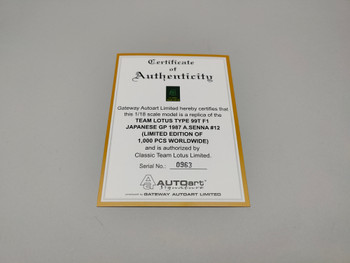 Certificate
of
Authenticity
Gateway Autoart Limited hereby certifies that
this 1/18 scale model is a replica of the
TEAM LOTUS TYPE 99T F1
JAPANESE GP 1987 A.SENNA #12
(LIMITED EDITION OF
1,000 PCS WORLDWIDE)
and is authorized by
Classic Team Lotus Limited.
Serial No.: 0963
AUTOart
Signature
GATEWAY AUTOART LIMITED